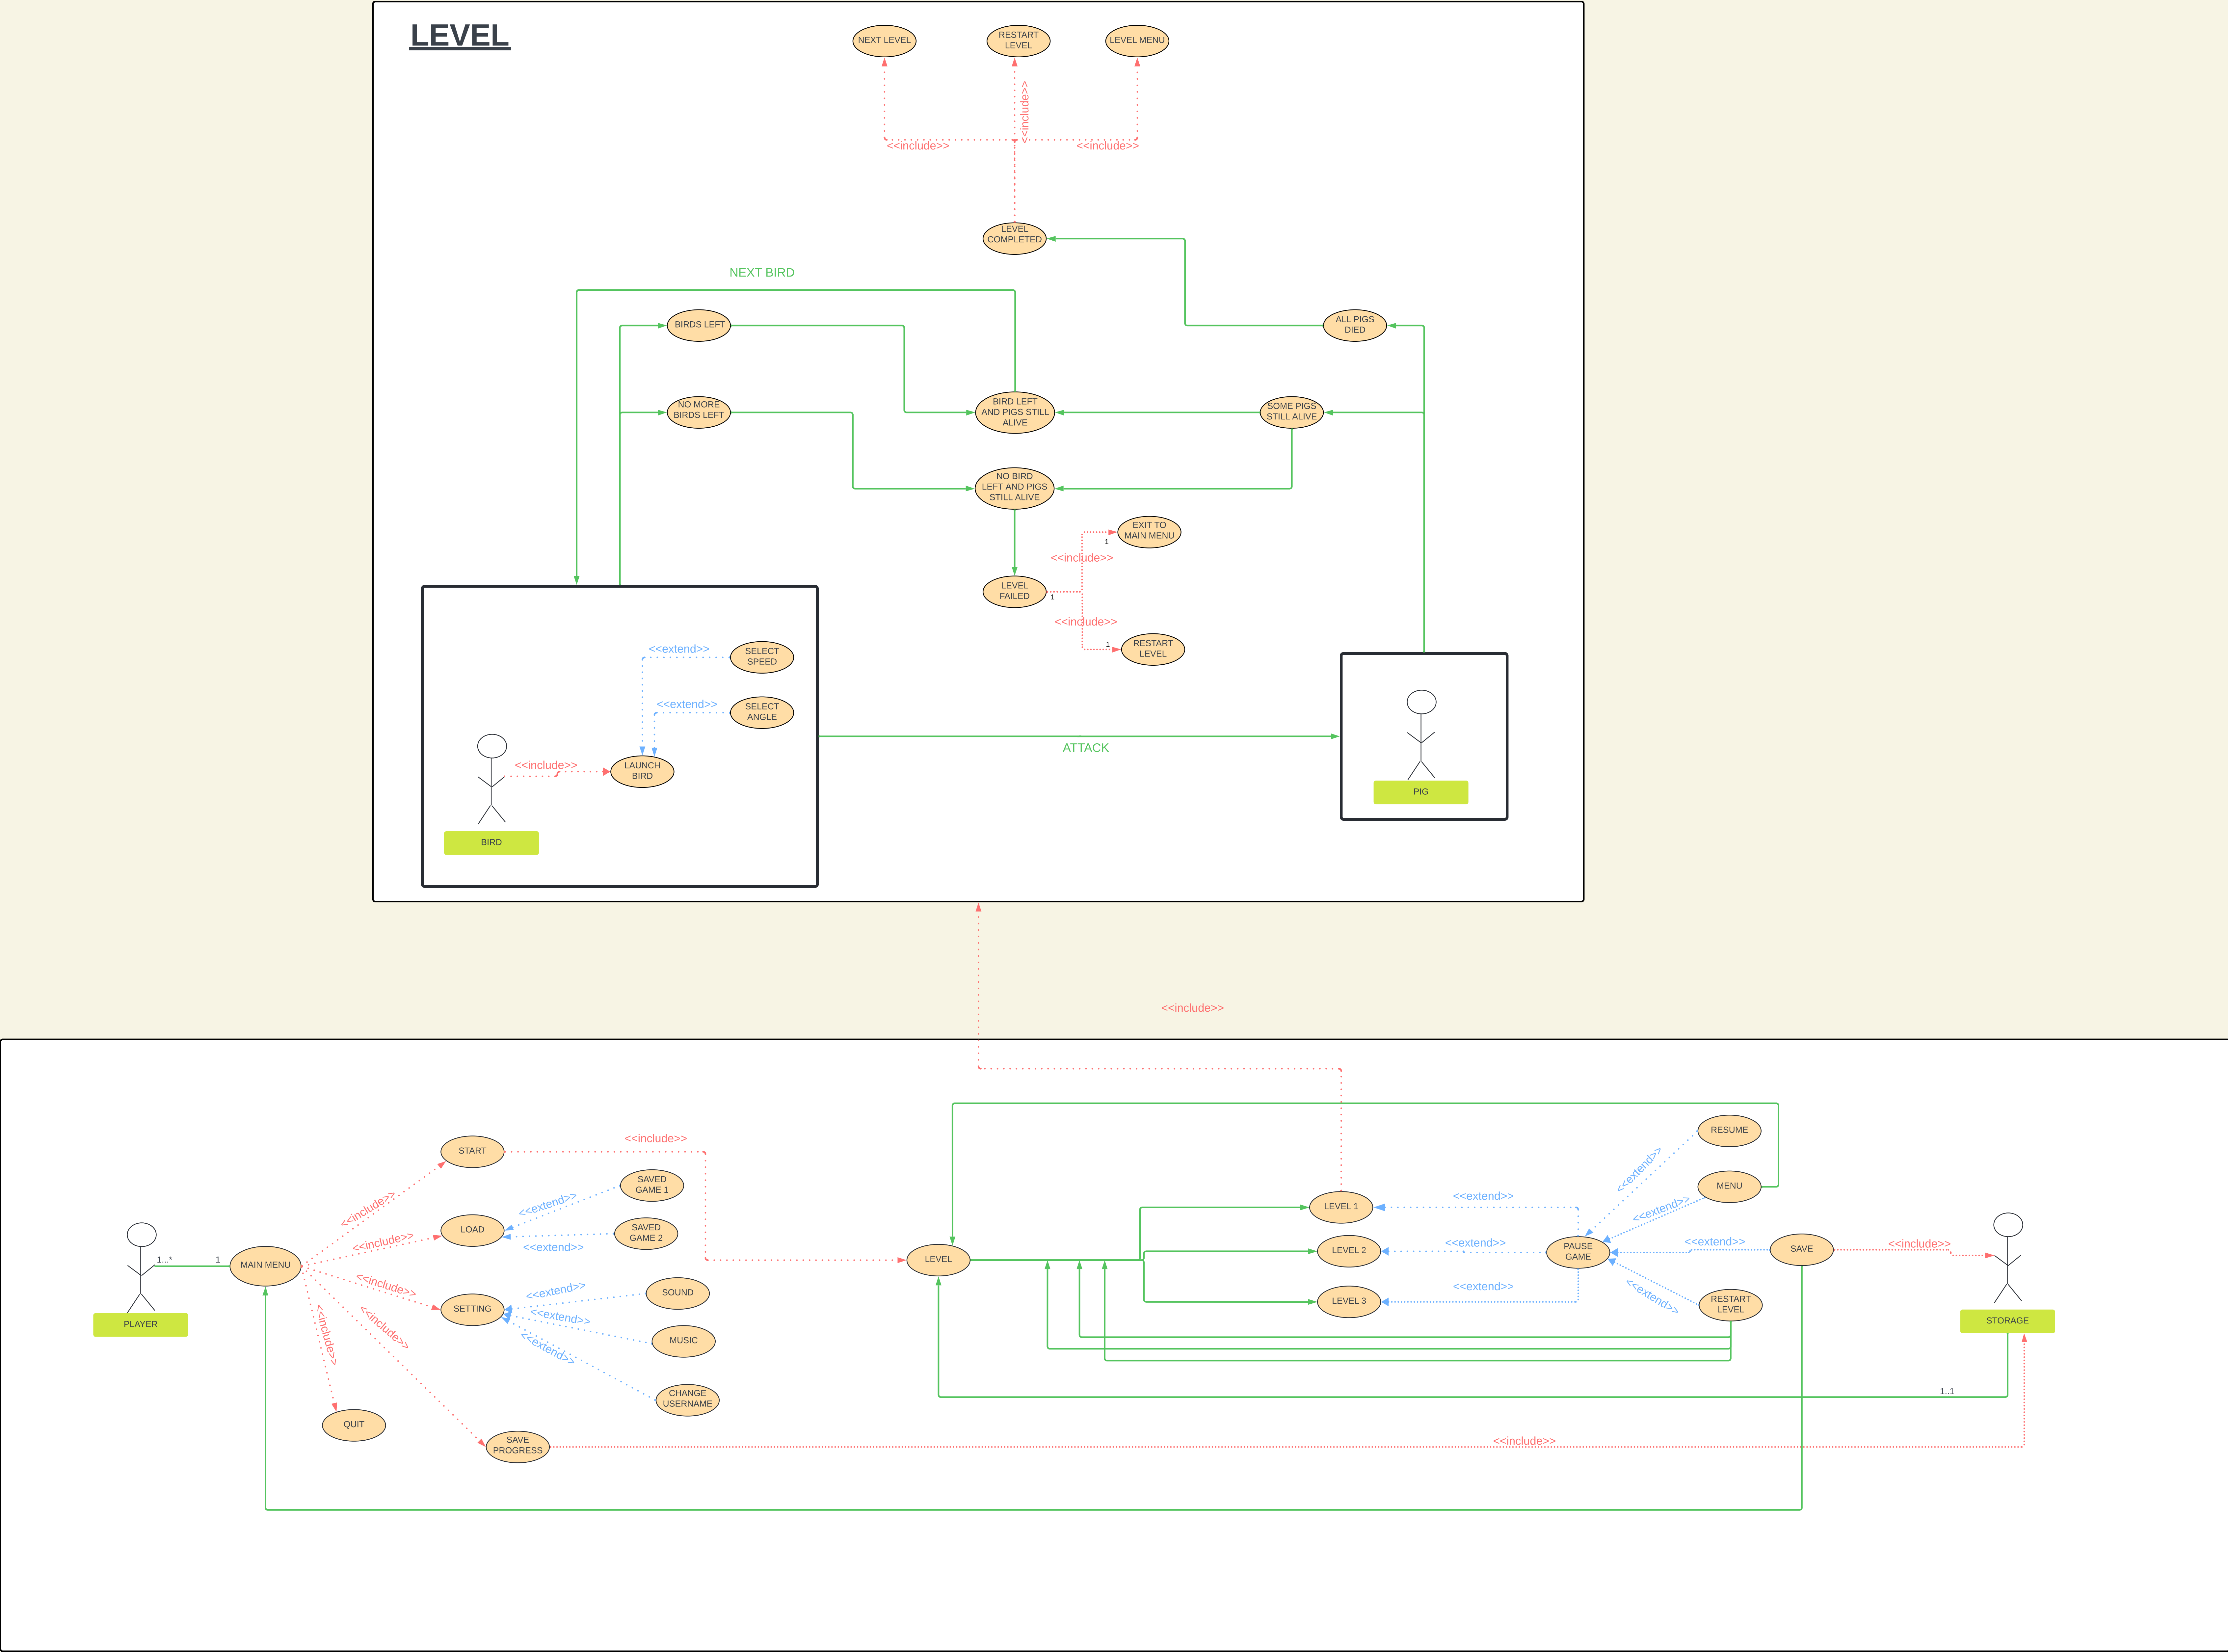 LEVEL
NEXT LEVEL
RESTART
LEVEL
LEVEL MENU
<<include>>
<<include>>
<<include>>
LEVEL
COMPLETED
NEXT BIRD
BIRDS LEFT
ALL PIGS
DIED
NO MORE
BIRDS LEFT
BIRD LEFT
AND PIGS STILL
ALIVE
SOME PIGS
STILL ALIVE
NO BIRD
LEFT AND PIGS
STILL ALIVE
EXIT TO
MAIN MENU
1
<<include>>
LEVEL
FAILED
1
<<include>>
1
RESTART
LEVEL
<<extend>>
SELECT
SPEED
<<extend>>
SELECT
ANGLE
ATTACK
<<include>>
LAUNCH
BIRD
BIRD
PIG
<<include>>
START
<<include>>
<<include>>
SAVED
GAME 1
<<extend>>
LOAD
<<include>>
SAVED
GAME 2
<<extend>>
1...*
1
MAIN MENU
PLAYER
<<include>>
SETTING
<<extend>>
SOUND
<<extend>>
MUSIC
<<extend>>
CHANGE
USERNAME
<<include>>
<<include>>
QUIT
SAVE
PROGRESS
LEVEL
LEVEL 1
<<extend>>
LEVEL 2
<<extend>>
LEVEL 3
<<extend>>
PAUSE
GAME
RESUME
<<extend>>
MENU
<<extend>>
<<extend>>
SAVE
<<include>>
<<extend>>
RESTART
LEVEL
STORAGE
1..1
<<include>>